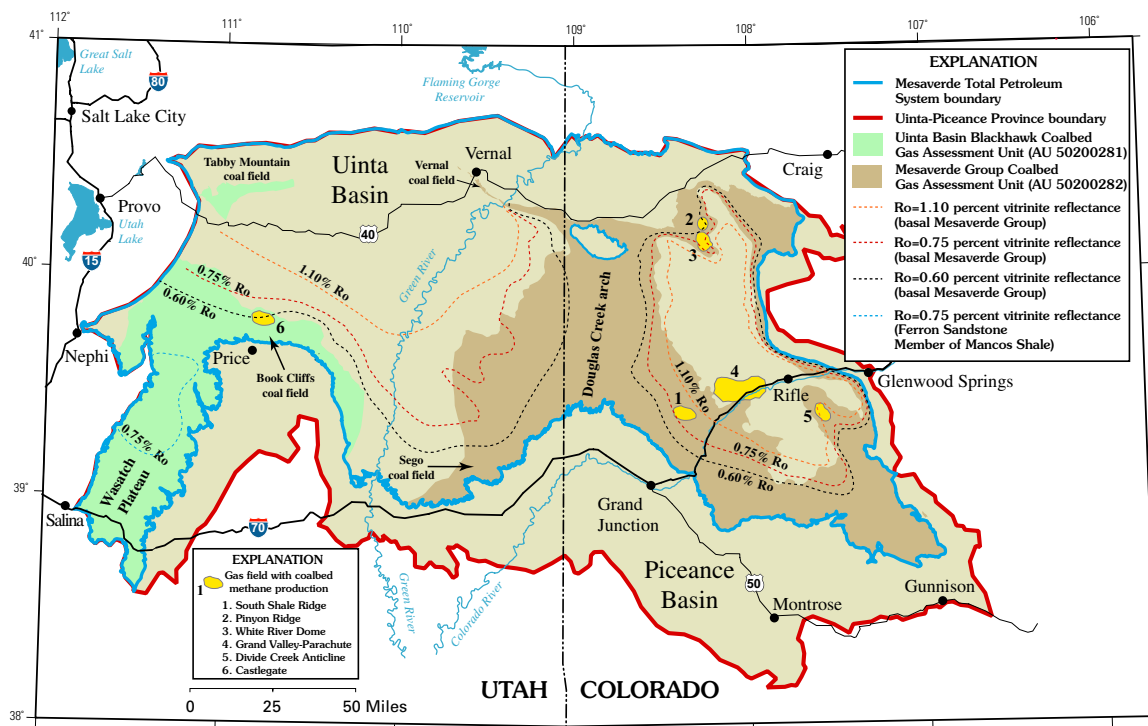 112°
111°
110°
109°
108°
107°
106°
41°
40°
39°
38°
Great Salt
Lake
80
Salt Lake City
Provo
Utah
Lake
15
Nephi
Salina
Flaming Gorge
Reservoir
Tabby Mountain
coal field
Uinta
Basin
Vernal
coal field
Vernal
40
Green River
0.75% Ro
0.60% Ro
1.10% Ro
6
Price
Book Cliffs
coal field
0.75% Ro
Wasatch
Plateau
Sego
coal field
70
Douglas Creek arch
Craig
2
3
1.10% Ro
1
4
Rifle
5
Glenwood Springs
0.75% Ro
0.60% Ro
Grand
Junction
Piceance
Basin
50
Montrose
Gunnison
Green River
Colorado River
UTAH
COLORADO
EXPLANATION
Mesaverde Total Petroleum
System boundary
Uinta-Piceance Province boundary
Uinta Basin Blackhawk Coalbed
Gas Assessment Unit (AU 50200281)
Mesaverde Group Coalbed
Gas Assessment Unit (AU 50200282)
Ro=1.10 percent vitrinite reflectance
(basal Mesaverde Group)
Ro=0.75 percent vitrinite reflectance
(basal Mesaverde Group)
Ro=0.60 percent vitrinite reflectance
(basal Mesaverde Group)
Ro=0.75 percent vitrinite reflectance
(Ferron Sandstone
Member of Mancos Shale)
EXPLANATION
1 Gas field with coalbed
methane production
1. South Shale Ridge
2. Pinyon Ridge
3. White River Dome
4. Grand Valley-Parachute
5. Divide Creek Anticline
6. Castlegate
0 25 50 Miles